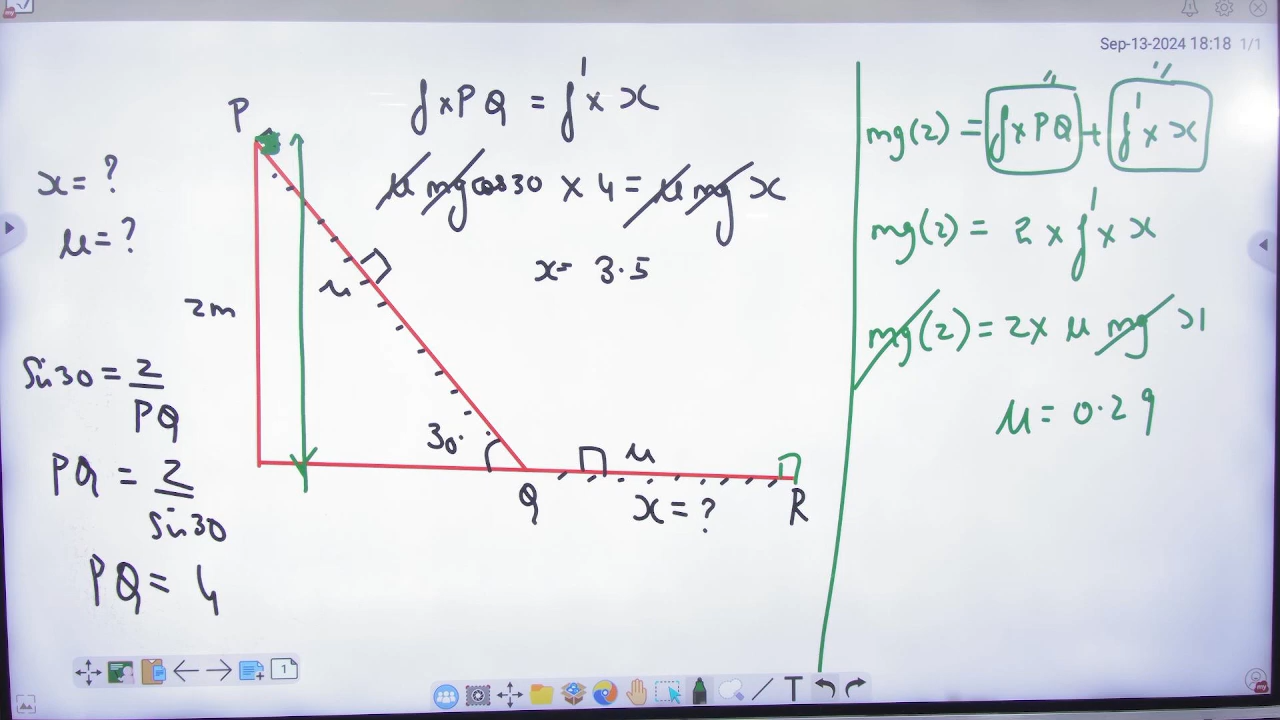 Sep-13-2024 18:18 1/1
P
f x PQ = f' x x
x = ?
μ mg cos30 x 4 = μ mg x
μ = ?
x = 3.5
μ
2m
Sin30 = 2/PQ
PQ = 2/Sin30
PQ = 4
30°
μ
Q
x = ?
R
mg(2) = f x PQ + f' x x
mg(2) = 2 x f' x x
mg(2) = 2 x μ mg x
μ = 0.29
1
T